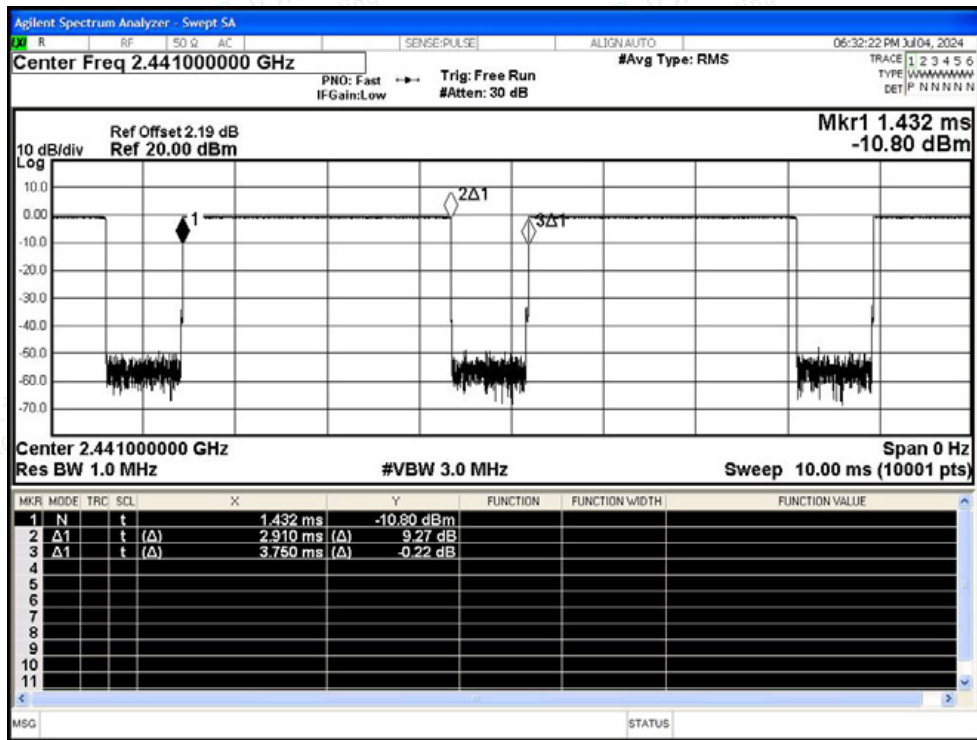 Agilent Spectrum Analyzer - Swept SA
LXI R RF 50 Ω AC SENSE:PULSE ALIGN AUTO 06:32:22 PM Jul 04, 2024
Center Freq 2.441000000 GHz #Avg Type: RMS TRACE 1 2 3 4 5 6
PNO: Fast Trig: Free Run TYPE WWWWWW
IFGain:Low #Atten: 30 dB DET P N N N N N
Mkr1 1.432 ms
Ref Offset 2.19 dB
10 dB/div Ref 20.00 dBm -10.80 dBm
Log
10.0
2Δ1
0.00
1
3Δ1
-10.0
-20.0
-30.0
-40.0
-50.0
-60.0
-70.0
Center 2.441000000 GHz Span 0 Hz
Res BW 1.0 MHz #VBW 3.0 MHz Sweep 10.00 ms (10001 pts)
MKR MODE TRC SCL X Y FUNCTION FUNCTION WIDTH FUNCTION VALUE
1 N t 1.432 ms -10.80 dBm
2 Δ1 t (Δ) 2.910 ms (Δ) 9.27 dB
3 Δ1 t (Δ) 3.750 ms (Δ) -0.22 dB
4
5
6
7
8
9
10
11
MSG STATUS